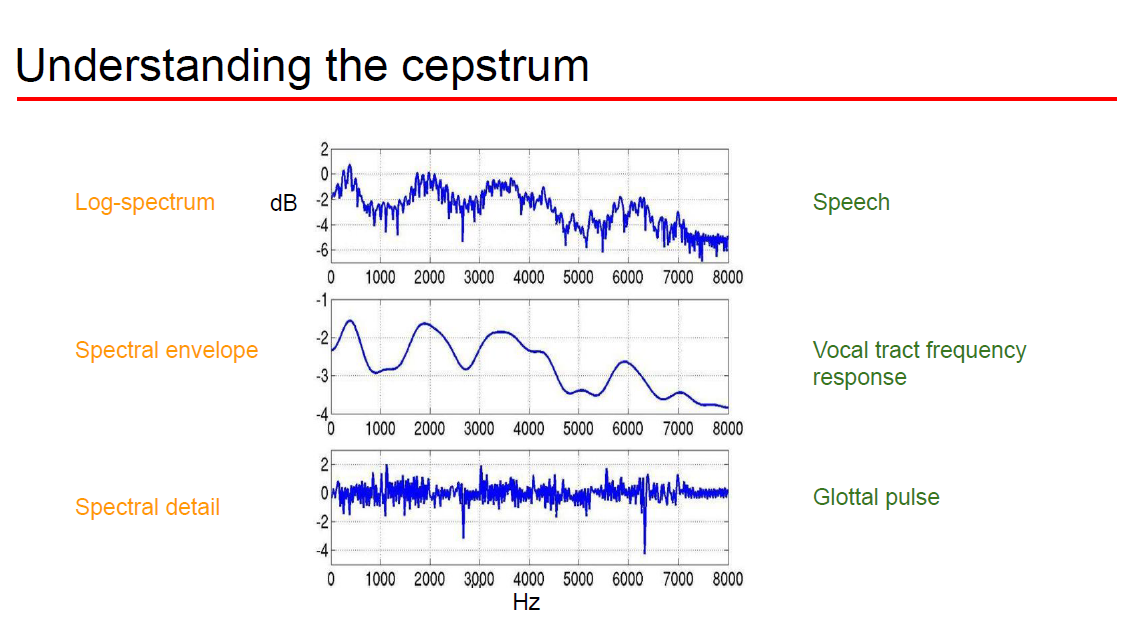 Understanding the cepstrum
Log-spectrum
dB
2
0
-2
-4
-6
0 1000 2000 3000 4000 5000 6000 7000 8000
Speech
Spectral envelope
-1
-2
-3
-4
0 1000 2000 3000 4000 5000 6000 7000 8000
Vocal tract frequency
response
Spectral detail
2
0
-2
-4
0 1000 2000 3000 4000 5000 6000 7000 8000
Hz
Glottal pulse